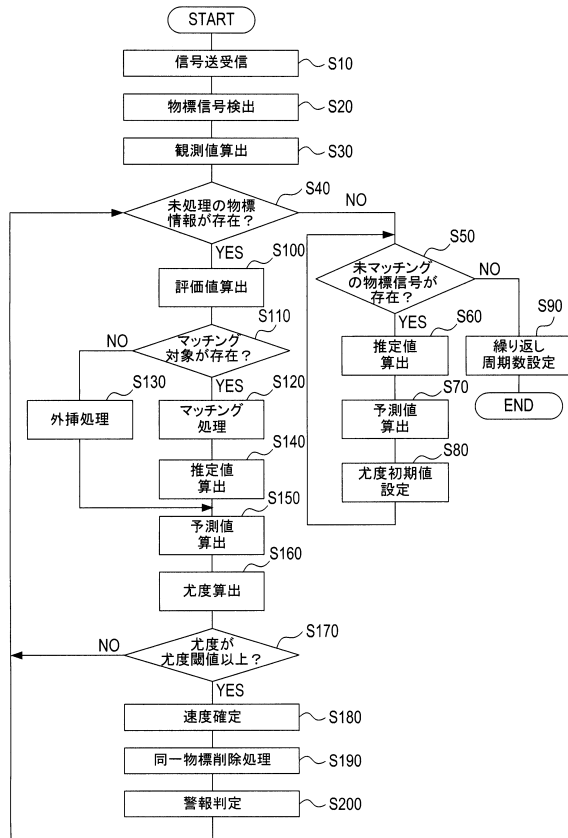 START
信号送受信
S10
物標信号検出
S20
観測値算出
S30
未処理の物標
情報が存在？
S40
NO
YES
評価値算出
S100
マッチング
対象が存在？
S110
NO
YES
外挿処理
S130
マッチング
処理
S120
推定値
算出
S140
予測値
算出
S150
尤度算出
S160
尤度が
尤度閾値以上？
S170
NO
YES
速度確定
S180
同一物標削除処理
S190
警報判定
S200
未マッチング
の物標信号が
存在？
S50
NO
YES
推定値
算出
S60
予測値
算出
S70
尤度初期値
設定
S80
繰り返し
周期数設定
S90
END